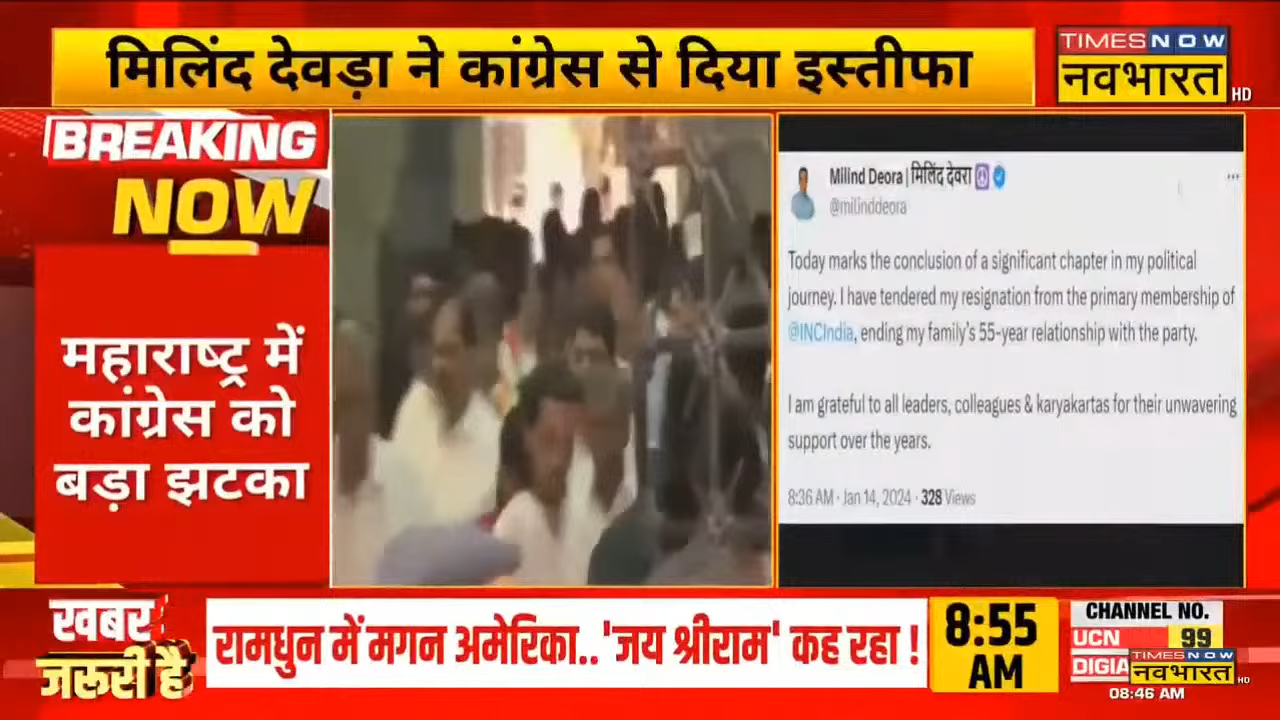 मिलिंद देवड़ा ने कांग्रेस से दिया इस्तीफा
TIMES NOW
नवभारत HD
BREAKING
NOW
महाराष्ट्र में
कांग्रेस को
बड़ा झटका
Milind Deora | मिलिंद देवरा
@milinddeora
Today marks the conclusion of a significant chapter in my political
journey. I have tendered my resignation from the primary membership of
@INCIndia, ending my family's 55-year relationship with the party.
I am grateful to all leaders, colleagues & karyakartas for their unwavering
support over the years.
8:36 AM · Jan 14, 2024 · 328 Views
खबर
जरूरी है
रामधुन में मगन अमेरिका.. 'जय श्रीराम' कह रहा !
8:55
AM
CHANNEL NO.
UCN 99
DIGIA
TIMES NOW
नवभारत HD
08:46 AM